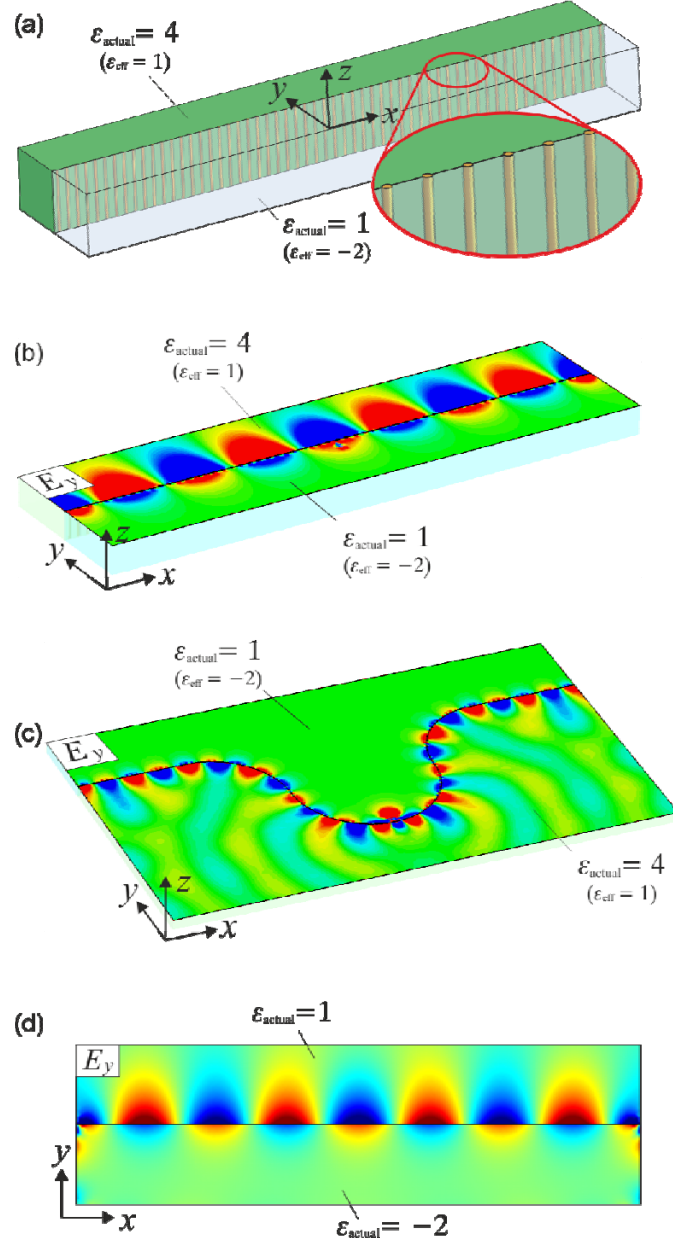 (a)
εactual= 4
(εeff = 1)
z
y
x
εactual= 1
(εeff = −2)
(b)
εactual= 4
(εeff = 1)
Ey
z
y
x
εactual= 1
(εeff = −2)
εactual= 1
(εeff = −2)
(c)
Ey
z
y
x
εactual= 4
(εeff = 1)
(d)
εactual=1
Ey
y
x
εactual= −2